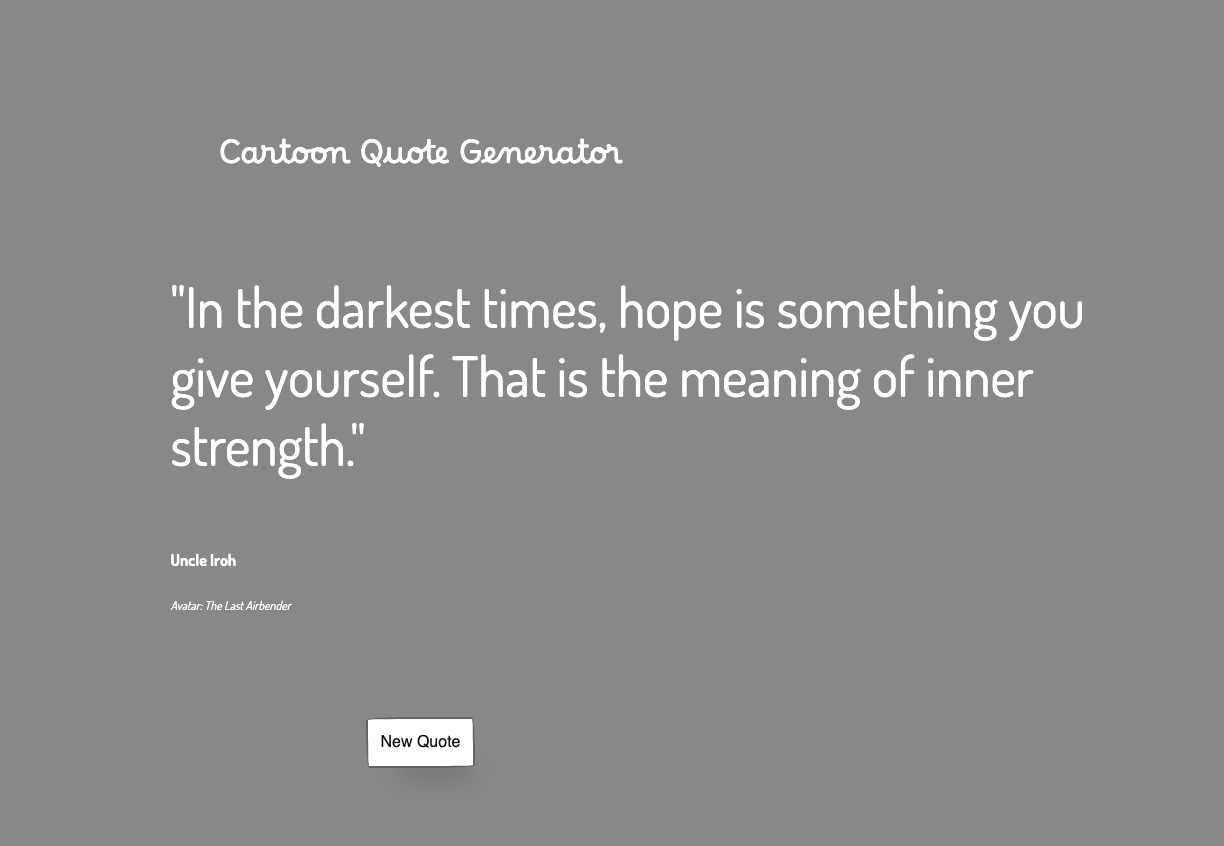 Cartoon Quote Generator
"In the darkest times, hope is something you
give yourself. That is the meaning of inner
strength."
Uncle Iroh
Avatar: The Last Airbender
New Quote